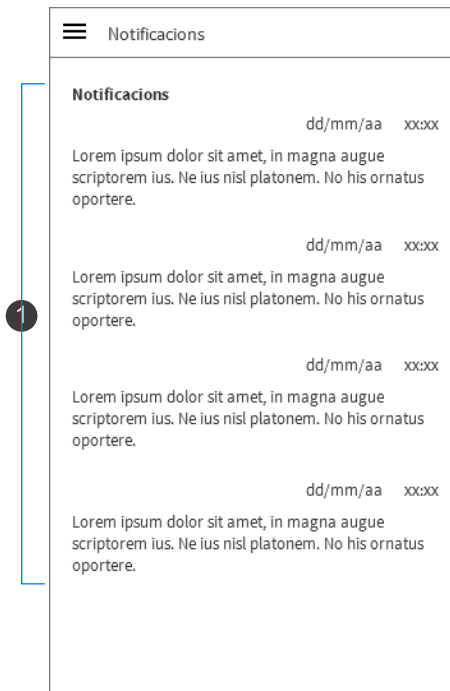 Notificacions
Notificacions
dd/mm/aa xx:xx
Lorem ipsum dolor sit amet, in magna augue
scriptorem ius. Ne ius nisl platonem. No his ornatus
oportere.
dd/mm/aa xx:xx
Lorem ipsum dolor sit amet, in magna augue
scriptorem ius. Ne ius nisl platonem. No his ornatus
oportere.
1
dd/mm/aa xx:xx
Lorem ipsum dolor sit amet, in magna augue
scriptorem ius. Ne ius nisl platonem. No his ornatus
oportere.
dd/mm/aa xx:xx
Lorem ipsum dolor sit amet, in magna augue
scriptorem ius. Ne ius nisl platonem. No his ornatus
oportere.